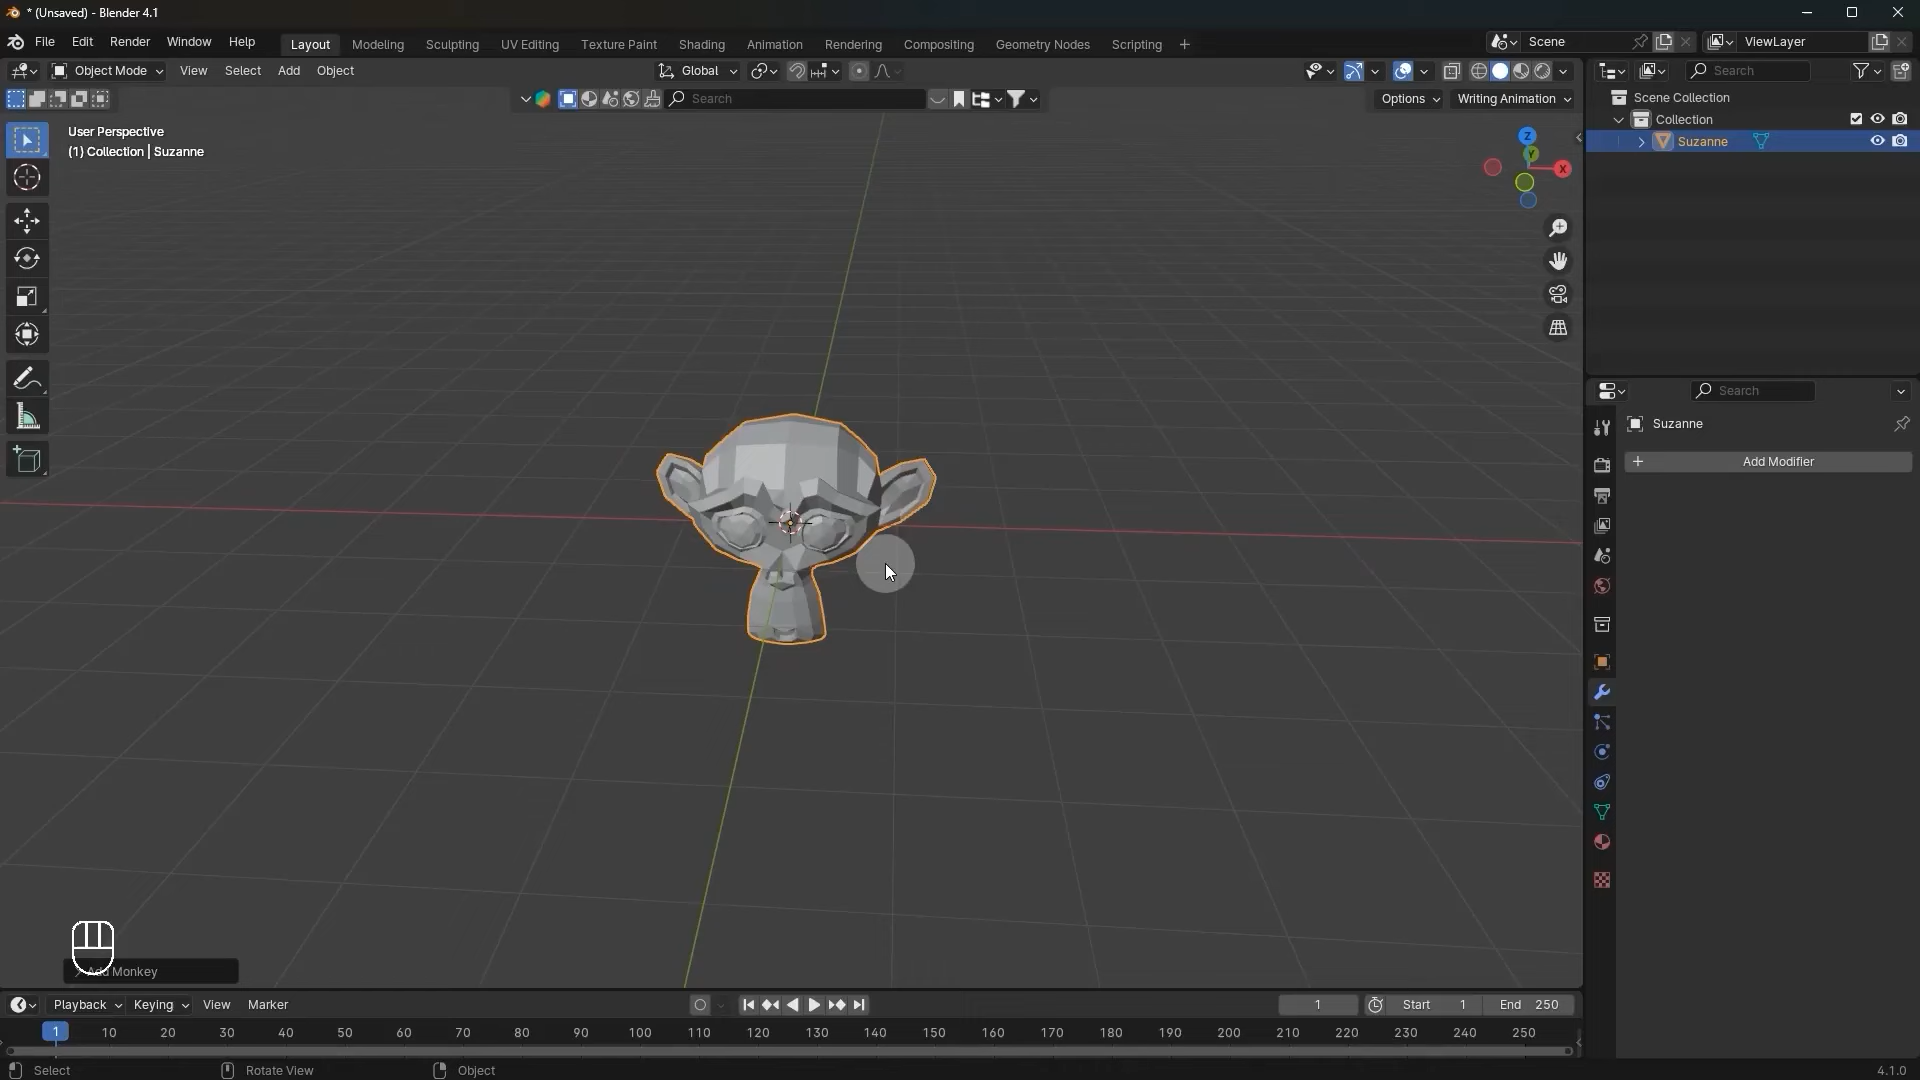 * (Unsaved) - Blender 4.1
File Edit Render Window Help Layout Modeling Sculpting UV Editing Texture Paint Shading Animation Rendering Compositing Geometry Nodes Scripting + Scene ViewLayer
Object Mode View Select Add Object Global Search
Search Options Writing Animation
User Perspective
(1) Collection | Suzanne
Z
Y
X
Scene Collection
Collection
Suzanne
Search
Suzanne
+ Add Modifier
Add Monkey
Playback Keying View Marker 1 Start 1 End 250
1 10 20 30 40 50 60 70 80 90 100 110 120 130 140 150 160 170 180 190 200 210 220 230 240 250
Select Rotate View Object 4.1.0